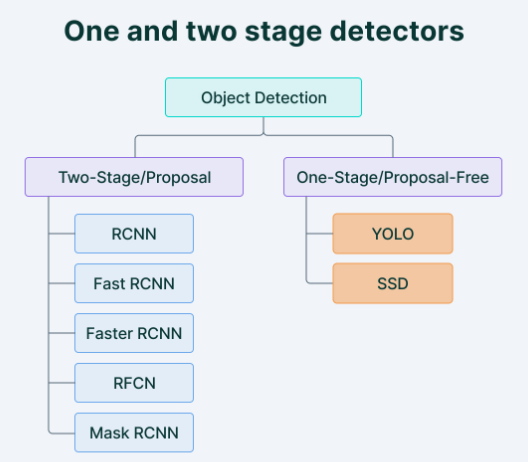 One and two stage detectors
Object Detection
Two-Stage/Proposal
One-Stage/Proposal-Free
RCNN
YOLO
Fast RCNN
SSD
Faster RCNN
RFCN
Mask RCNN